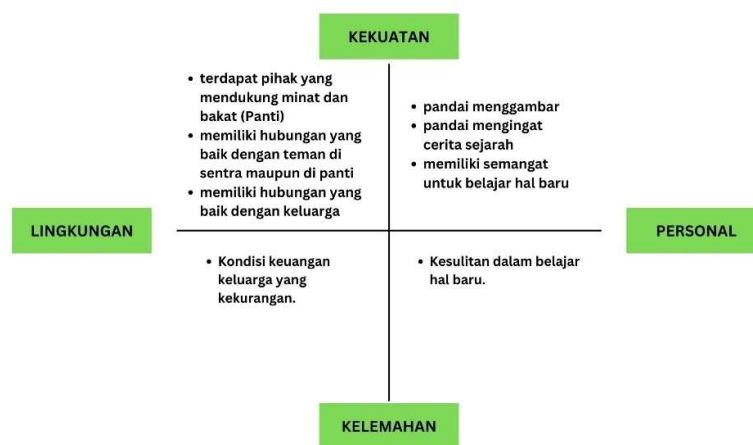 KEKUATAN
• terdapat pihak yang
mendukung minat dan
bakat (Panti)
• memiliki hubungan yang
baik dengan teman di
sentra maupun di panti
• memiliki hubungan yang
baik dengan keluarga
• pandai menggambar
• pandai mengingat
cerita sejarah
• memiliki semangat
untuk belajar hal baru
LINGKUNGAN
PERSONAL
• Kondisi keuangan
keluarga yang
kekurangan.
• Kesulitan dalam belajar
hal baru.
KELEMAHAN